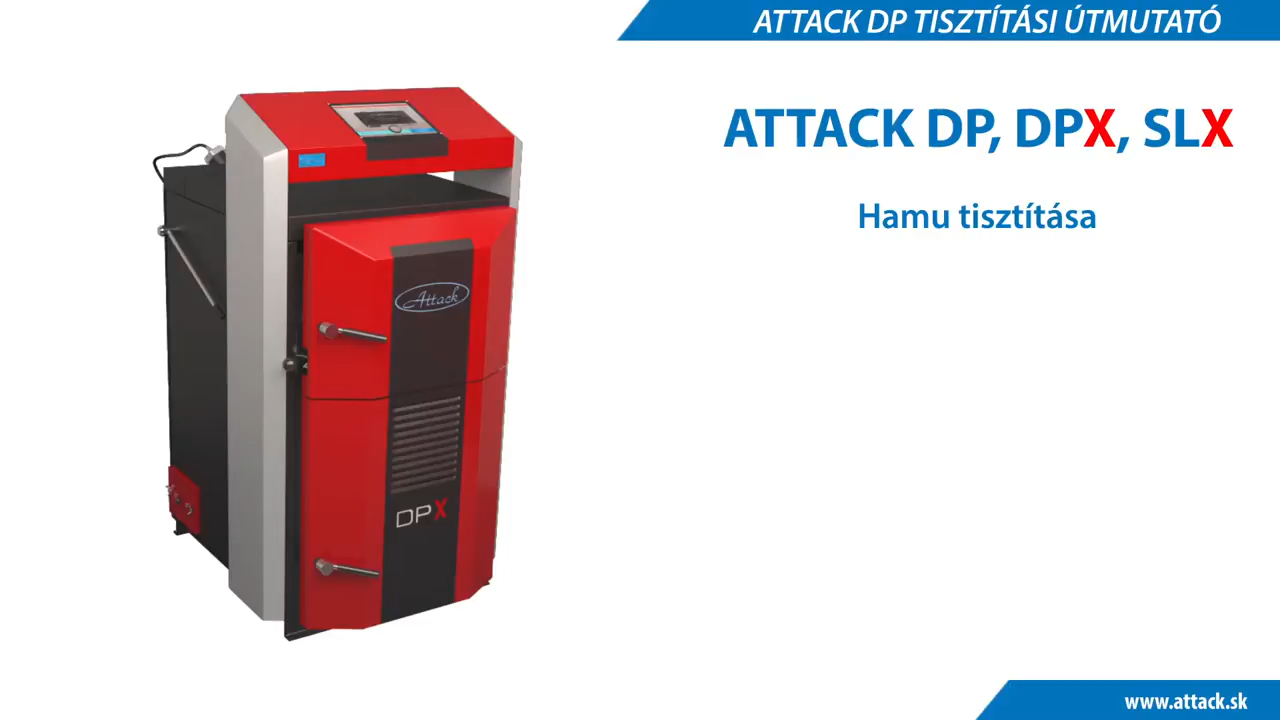 ATTACK DP TISZTÍTÁSI ÚTMUTATÓ
ATTACK DP, DPX, SLX
Hamu tisztítása
Attack
DPX
www.attack.sk